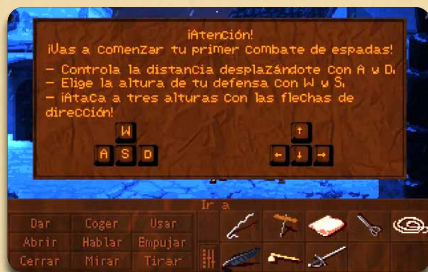 ¡Atención!
¡Vas a comenzar tu primer combate de espadas!
– Controla la distancia desplazándote con A y D.
– Elige la altura de tu defensa con W y S.
– ¡Ataca a tres alturas con las flechas de
dirección!
W ↑
A S D ← ↓ →
Ir a
Dar Coger Usar
Abrir Hablar Empujar
Cerrar Mirar Tirar